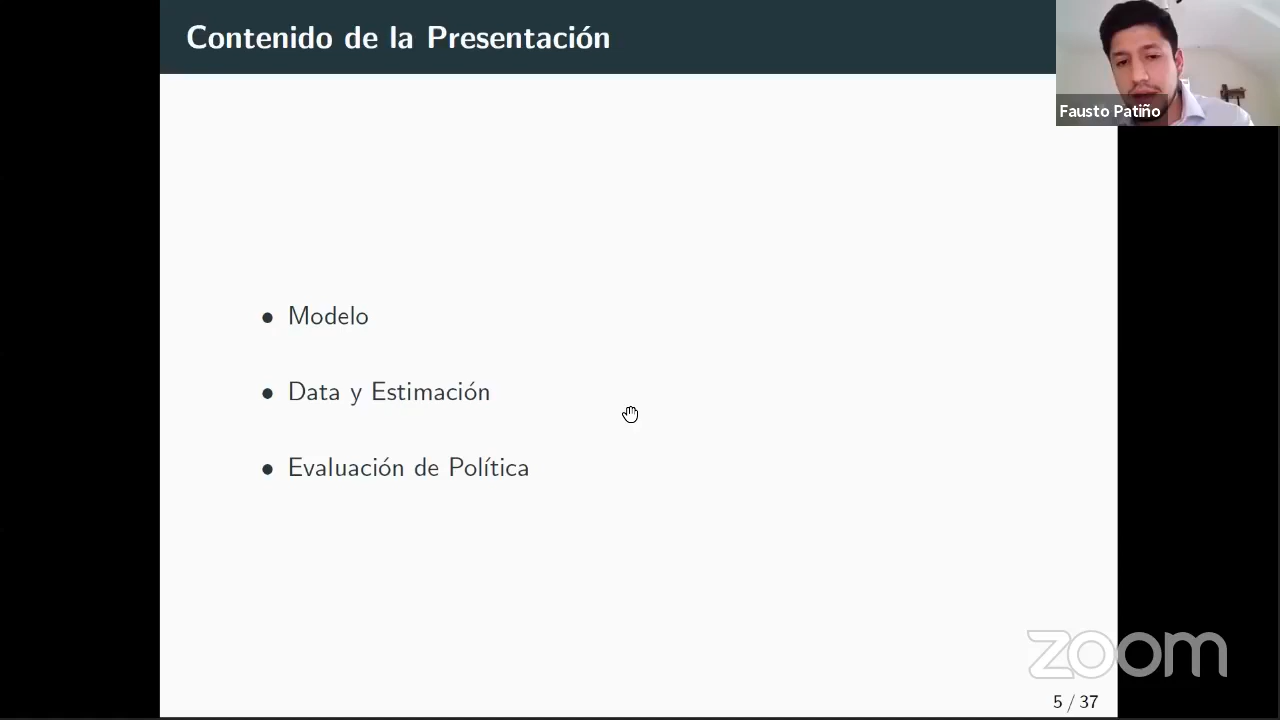 Contenido de la Presentación
Fausto Patiño
• Modelo
• Data y Estimación
• Evaluación de Política
zoom
5 / 37